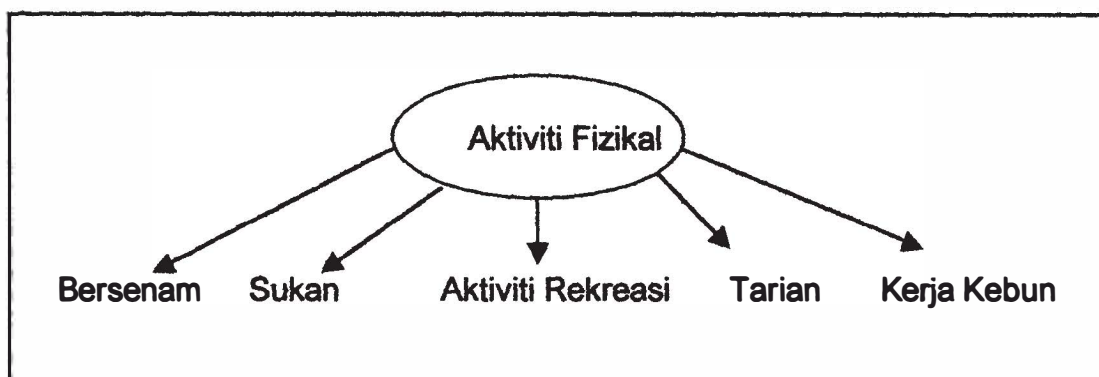 Aktiviti Fizikal
Bersenam Sukan Aktiviti Rekreasi Tarian Kerja Kebun